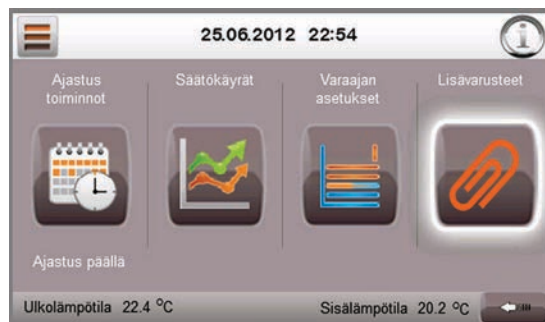 25.06.2012 22:54
Ajastus
toiminnot
Säätökäyrät
Varaajan
asetukset
Lisävarusteet
Ajastus päällä
Ulkolämpötila 22.4 °C
Sisälämpötila 20.2 °C